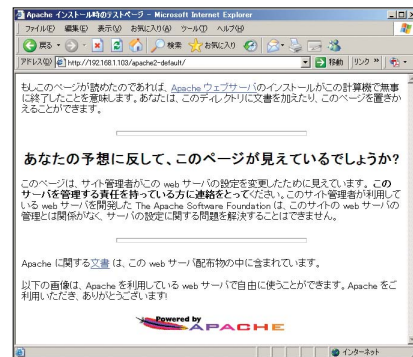 Apache インストール時のテストページ - Microsoft Internet Explorer
ファイル(F) 編集(E) 表示(V) お気に入り(A) ツール(T) ヘルプ(H)
戻る 検索 お気に入り
アドレス(D) http://192.168.1.103/apache2-default/ 移動 リンク »
もしこのページが読めたのであれば、Apache ウェブサーバのインストールがこの計算機で無事
に終了したことを意味します。あなたは、このディレクトリに文書を加えたり、このページを置きか
えることができます。
あなたの予想に反して、このページが見えているでしょうか?
このページは、サイト管理者がこの web サーバの設定を変更したために見えています。この
サーバを管理する責任を持っている方に連絡をとってください。このサイト管理者が利用して
いる web サーバを開発した The Apache Software Foundation は、このサイトの web サーバの
管理とは関係がなく、サーバの設定に関する問題を解決することはできません。
Apache に関する文書 は、この web サーバ配布物の中に含まれています。
以下の画像は、Apache を利用している web サーバで自由に使うことができます。Apache をご
利用いただき、ありがとうございます!
Powered by
APACHE
インターネット